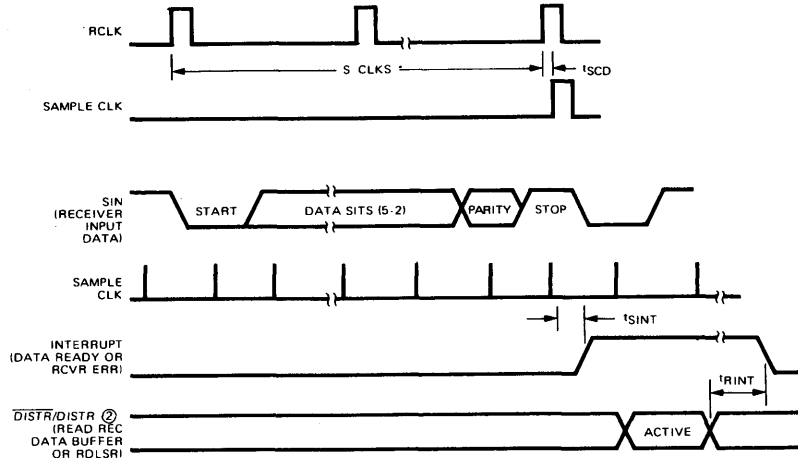 RCLK
S CLKS
tSCD
SAMPLE CLK
SIN
(RECEIVER
INPUT
DATA)
START
DATA SITS (5-2)
PARITY
STOP
SAMPLE
CLK
tSINT
INTERRUPT
(DATA READY OR
RCVR ERR)
tRINT
DISTR/DISTR ②
(READ REC
DATA BUFFER
OR RDLSR)
ACTIVE